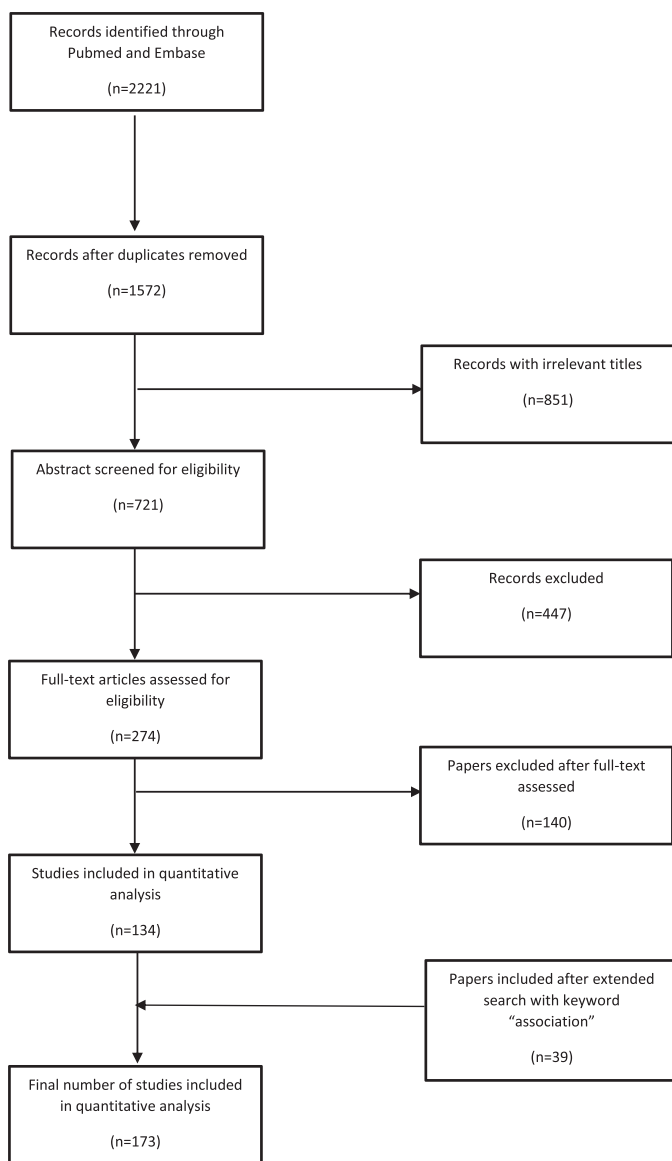 Records identified through
Pubmed and Embase
(n=2221)
Records after duplicates removed
(n=1572)
Records with irrelevant titles
(n=851)
Abstract screened for eligibility
(n=721)
Records excluded
(n=447)
Full-text articles assessed for
eligibility
(n=274)
Papers excluded after full-text
assessed
(n=140)
Studies included in quantitative
analysis
(n=134)
Papers included after extended
search with keyword
“association”
(n=39)
Final number of studies included
in quantitative analysis
(n=173)